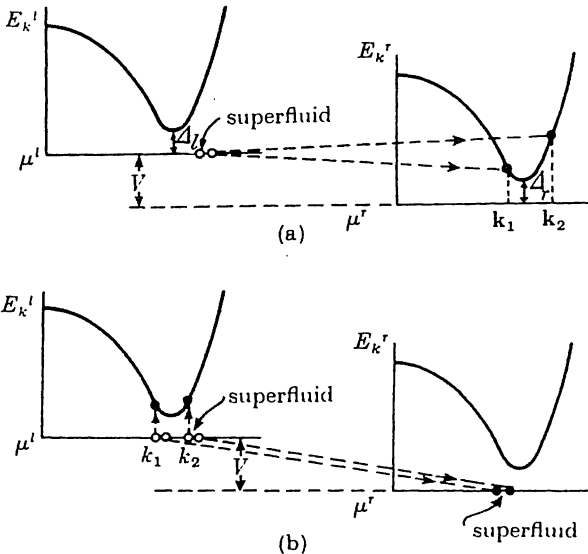 E_k^l
Δ_l
superfluid
μ^l
V
E_k^r
Δ_r
μ^r
k_1
k_2
(a)
E_k^l
superfluid
μ^l
k_1
k_2
V
E_k^r
μ^r
superfluid
(b)